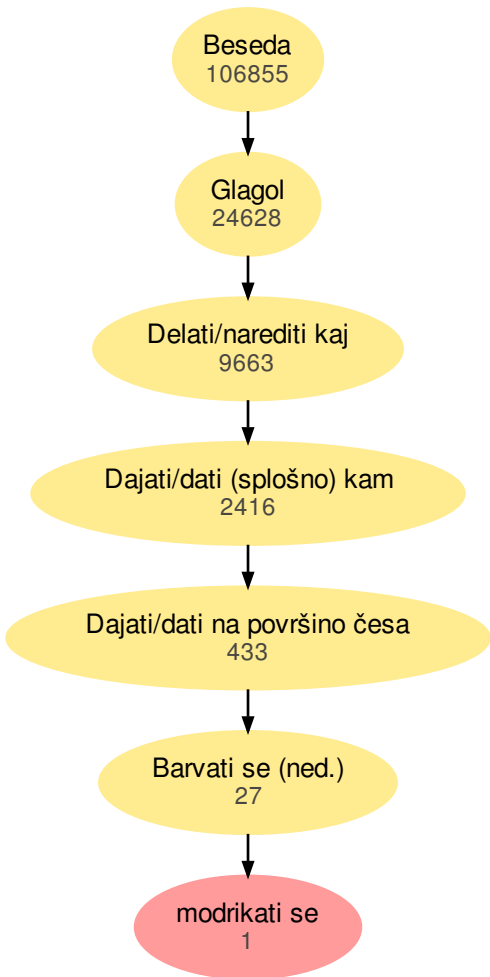 Beseda
106855
Glagol
24628
Delati/narediti kaj
9663
Dajati/dati (splošno) kam
2416
Dajati/dati na površino česa
433
Barvati se (ned.)
27
modrikati se
1